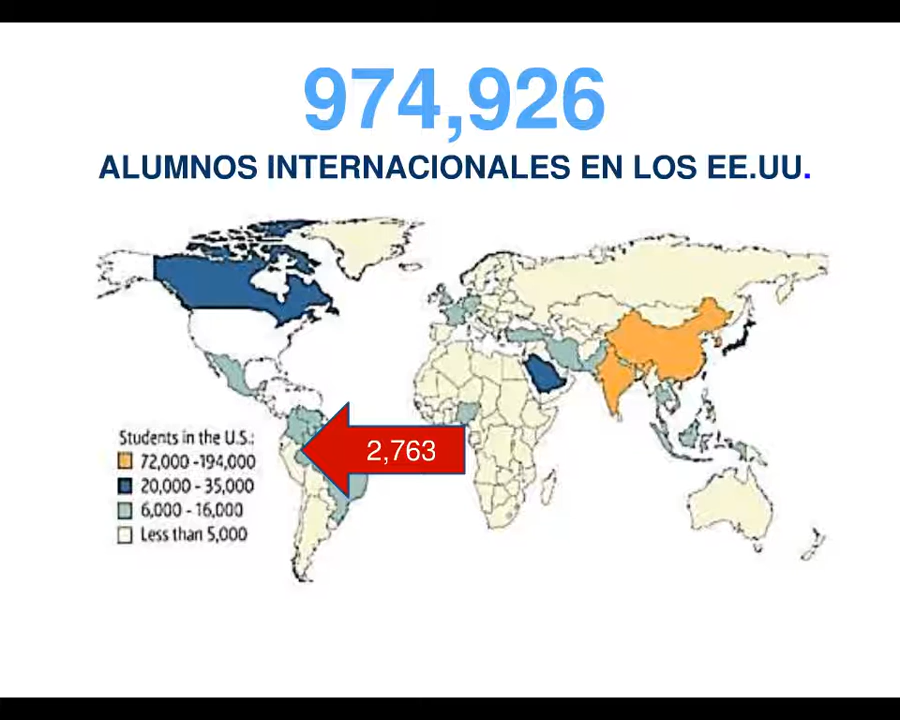 974,926
ALUMNOS INTERNACIONALES EN LOS EE.UU.
2,763
Students in the U.S.:
72,000 -194,000
20,000 - 35,000
6,000 - 16,000
Less than 5,000